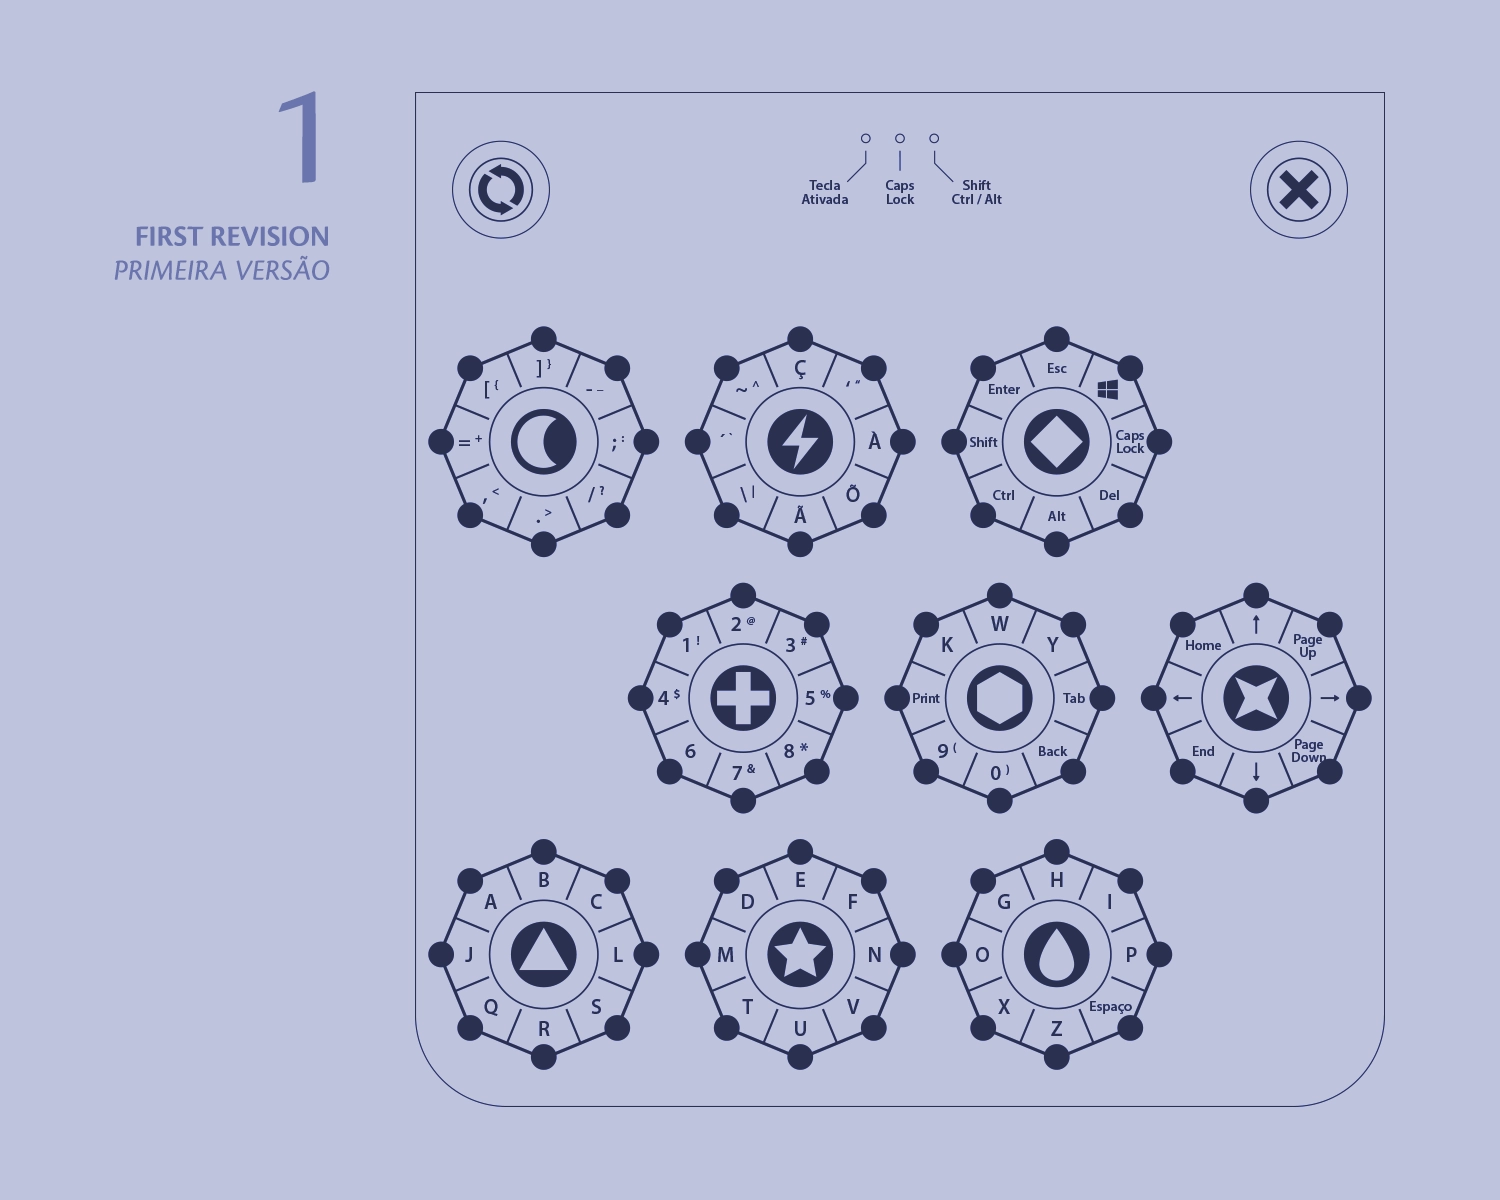 1
FIRST REVISION
PRIMEIRA VERSÃO
Tecla
Ativada
Caps
Lock
Shift
Ctrl / Alt
] }
[ {
- _
= +
; :
, <
/ ?
. >
Ç
~ ^
‘ “
´ `
À
\ |
Õ
Ã
Esc
Enter
Shift
Caps
Lock
Ctrl
Del
Alt
2 @
1 !
3 #
4 $
5 %
6
8 *
7 &
W
K
Y
Print
Tab
9 (
Back
0 )
↑
Home
Page
Up
←
→
End
Page
Down
↓
B
A
C
J
L
Q
S
R
E
D
F
M
N
T
V
U
H
G
I
O
P
X
Espaço
Z